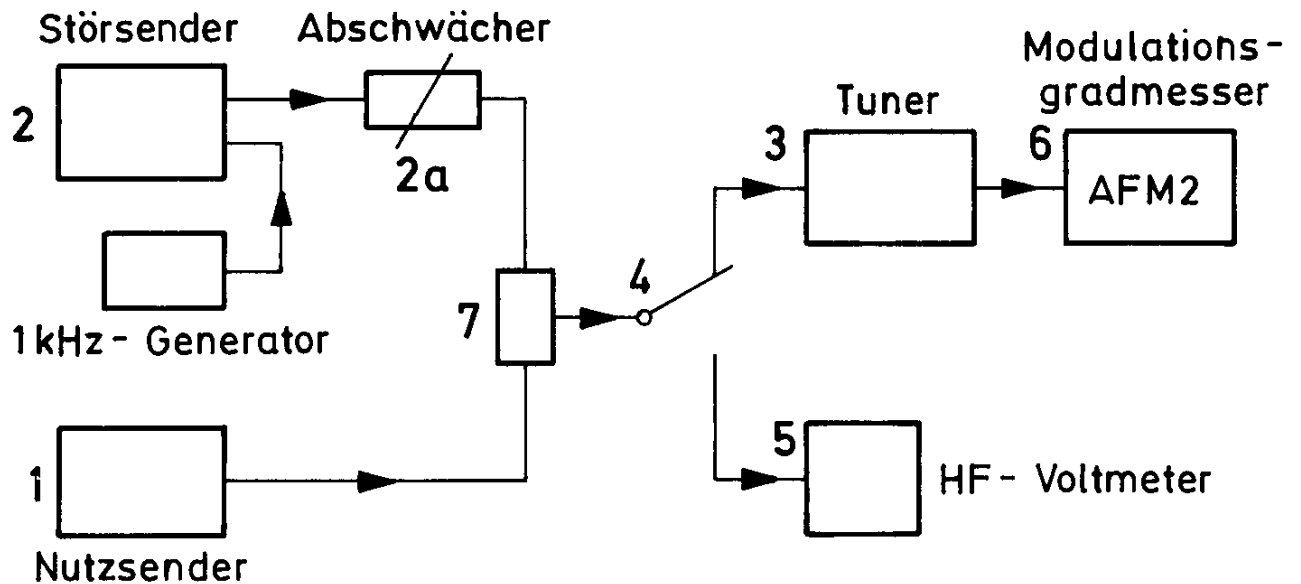 Störsender
Abschwächer
2
2a
1kHz - Generator
7
1
Nutzsender
4
Tuner
3
Modulations-
gradmesser
6
AFM2
5
HF - Voltmeter